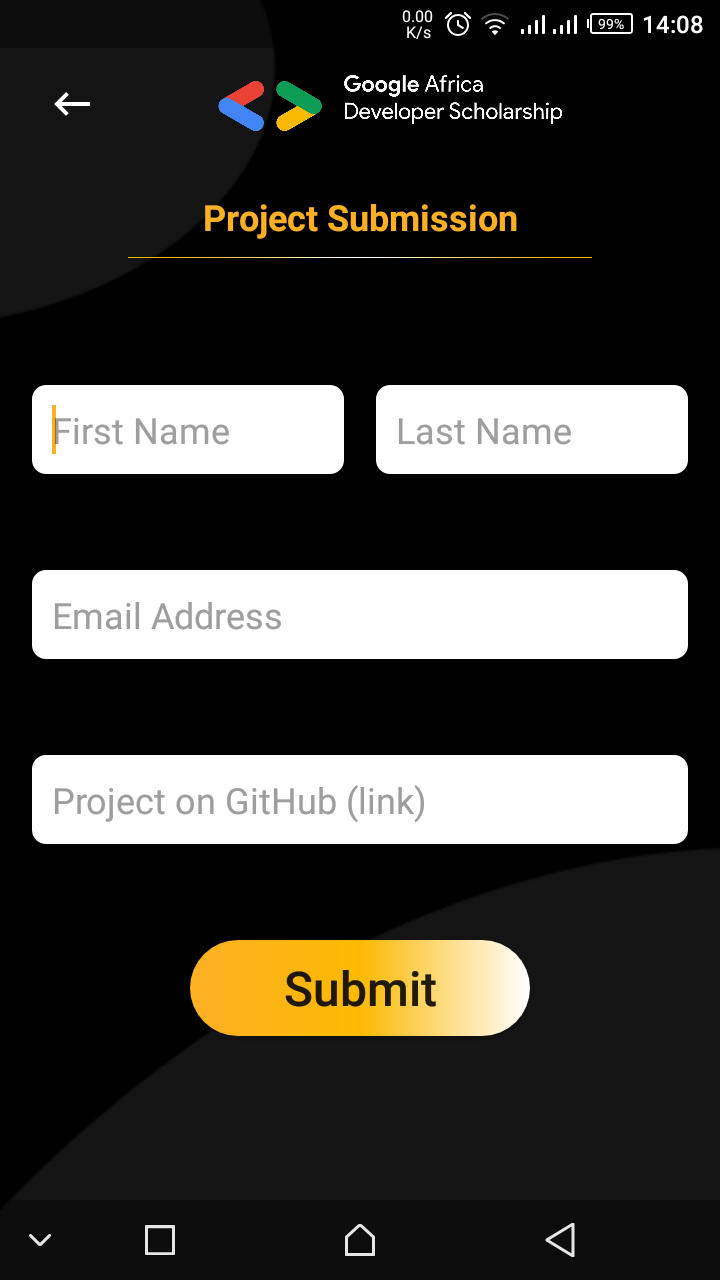 0.00
K/s
99%
14:08
Google Africa
Developer Scholarship
Project Submission
First Name
Last Name
Email Address
Project on GitHub (link)
Submit